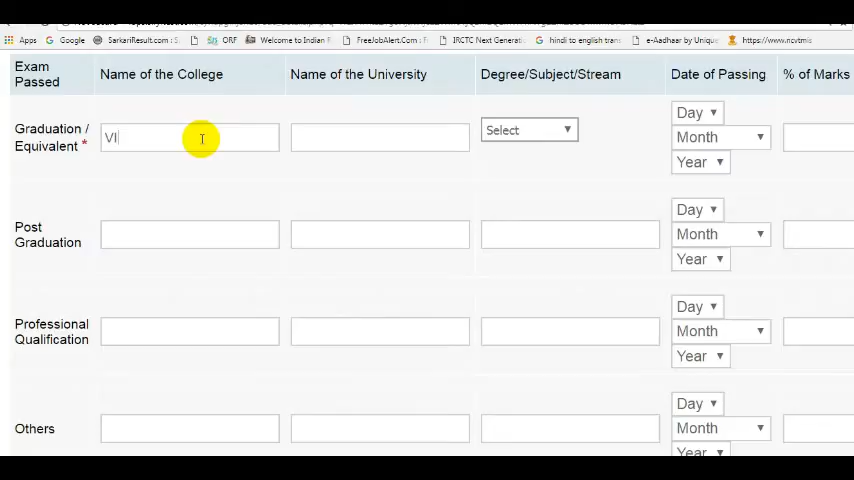 Apps Google SarkariResult.com : S ORF Welcome to Indian R FreeJobAlert.Com : F IRCTC Next Generati hindi to english tran e-Aadhaar by Unique https://www.ncvtmis
Exam Passed Name of the College Name of the University Degree/Subject/Stream Date of Passing % of Marks
Graduation / Equivalent * VI Select Day
Month
Year
Post Graduation Day
Month
Year
Professional Qualification Day
Month
Year
Others Day
Month
Year